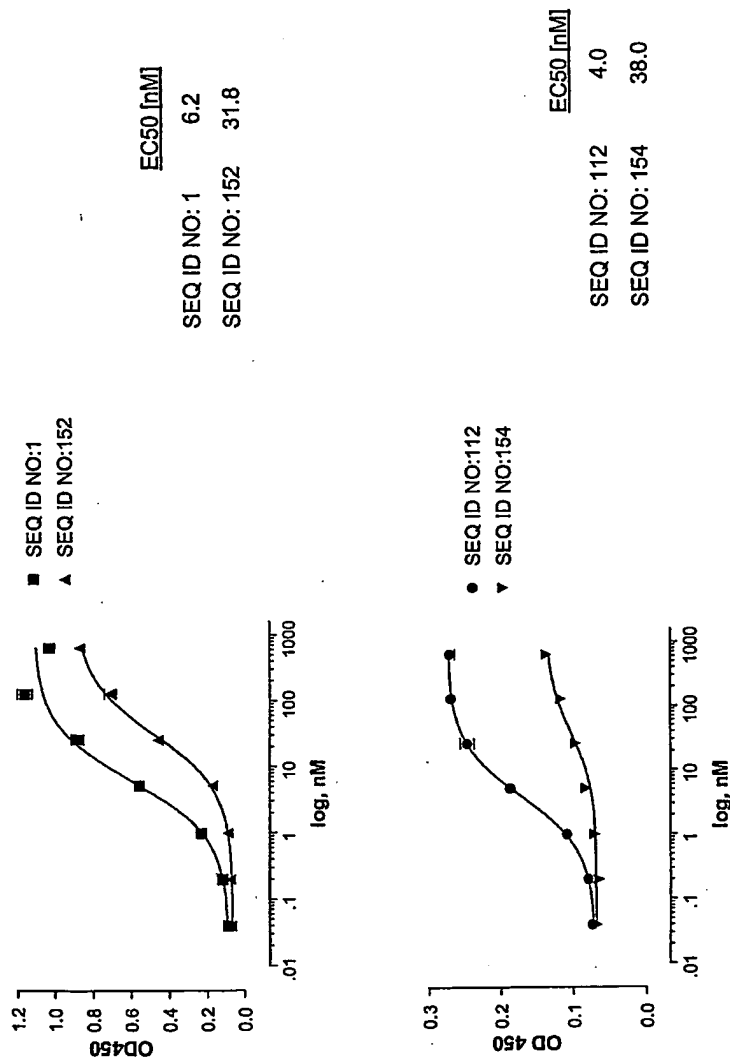 SEQ ID NO:1
SEQ ID NO:152
1.2
1.0
0.8
0.6
0.4
0.2
0.0
OD450
.01 .1 1 10 100 1000
log, nM
EC50 [nM]
SEQ ID NO: 1 6.2
SEQ ID NO: 152 31.8
SEQ ID NO:112
SEQ ID NO:154
0.3
0.1
0.0
OD 450
.01 .1 1 10 100 1000
log, nM
EC50 [nM]
SEQ ID NO: 112 4.0
SEQ ID NO: 154 38.0